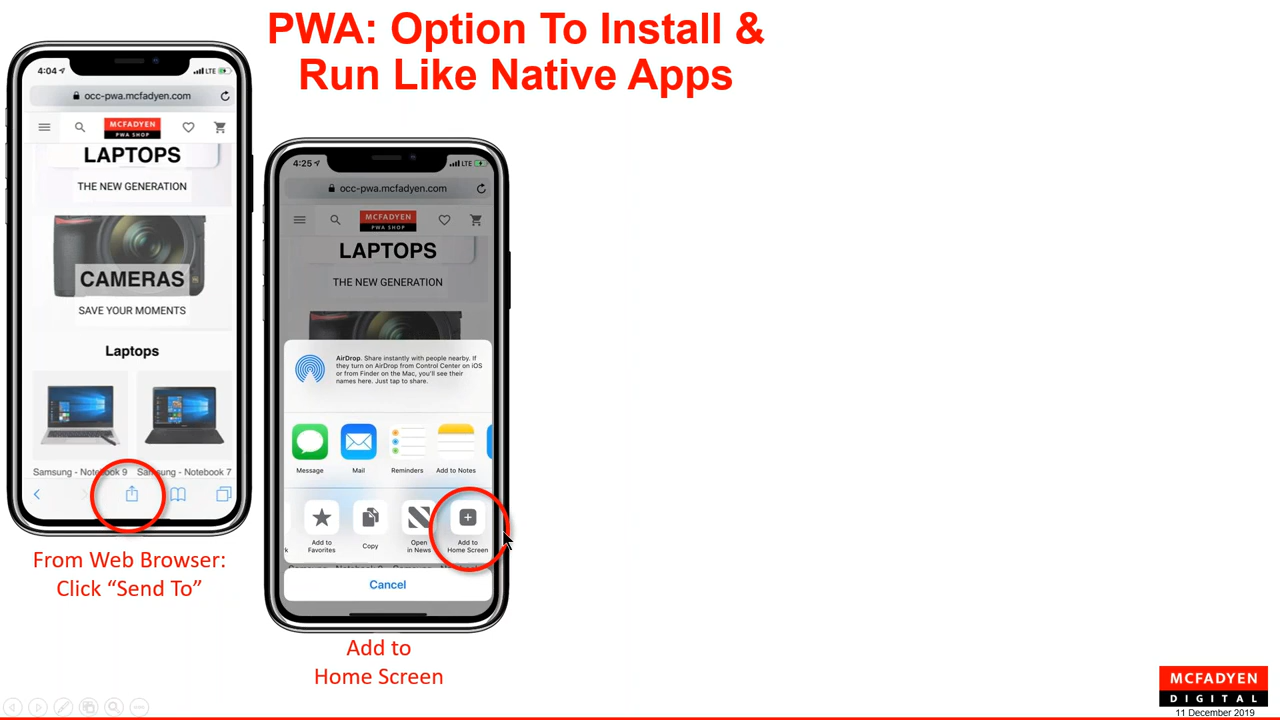 PWA: Option To Install &
Run Like Native Apps
4:04
LTE
occ-pwa.mcfadyen.com
MCFADYEN
PWA SHOP
LAPTOPS
THE NEW GENERATION
CAMERAS
SAVE YOUR MOMENTS
Laptops
Samsung - Notebook 9
Samsung - Notebook 7
From Web Browser:
Click “Send To”
4:25
LTE
occ-pwa.mcfadyen.com
MCFADYEN
PWA SHOP
LAPTOPS
THE NEW GENERATION
AirDrop. Share instantly with people nearby. If
they turn on AirDrop from Control Center on iOS
or from Finder on the Mac, you'll see their
names here. Just tap to share.
Message
Mail
Reminders
Add to Notes
Add to
Favorites
Copy
Open
in News
Add to
Home Screen
Cancel
Add to
Home Screen
MCFADYEN
DIGITAL
11 December 2019